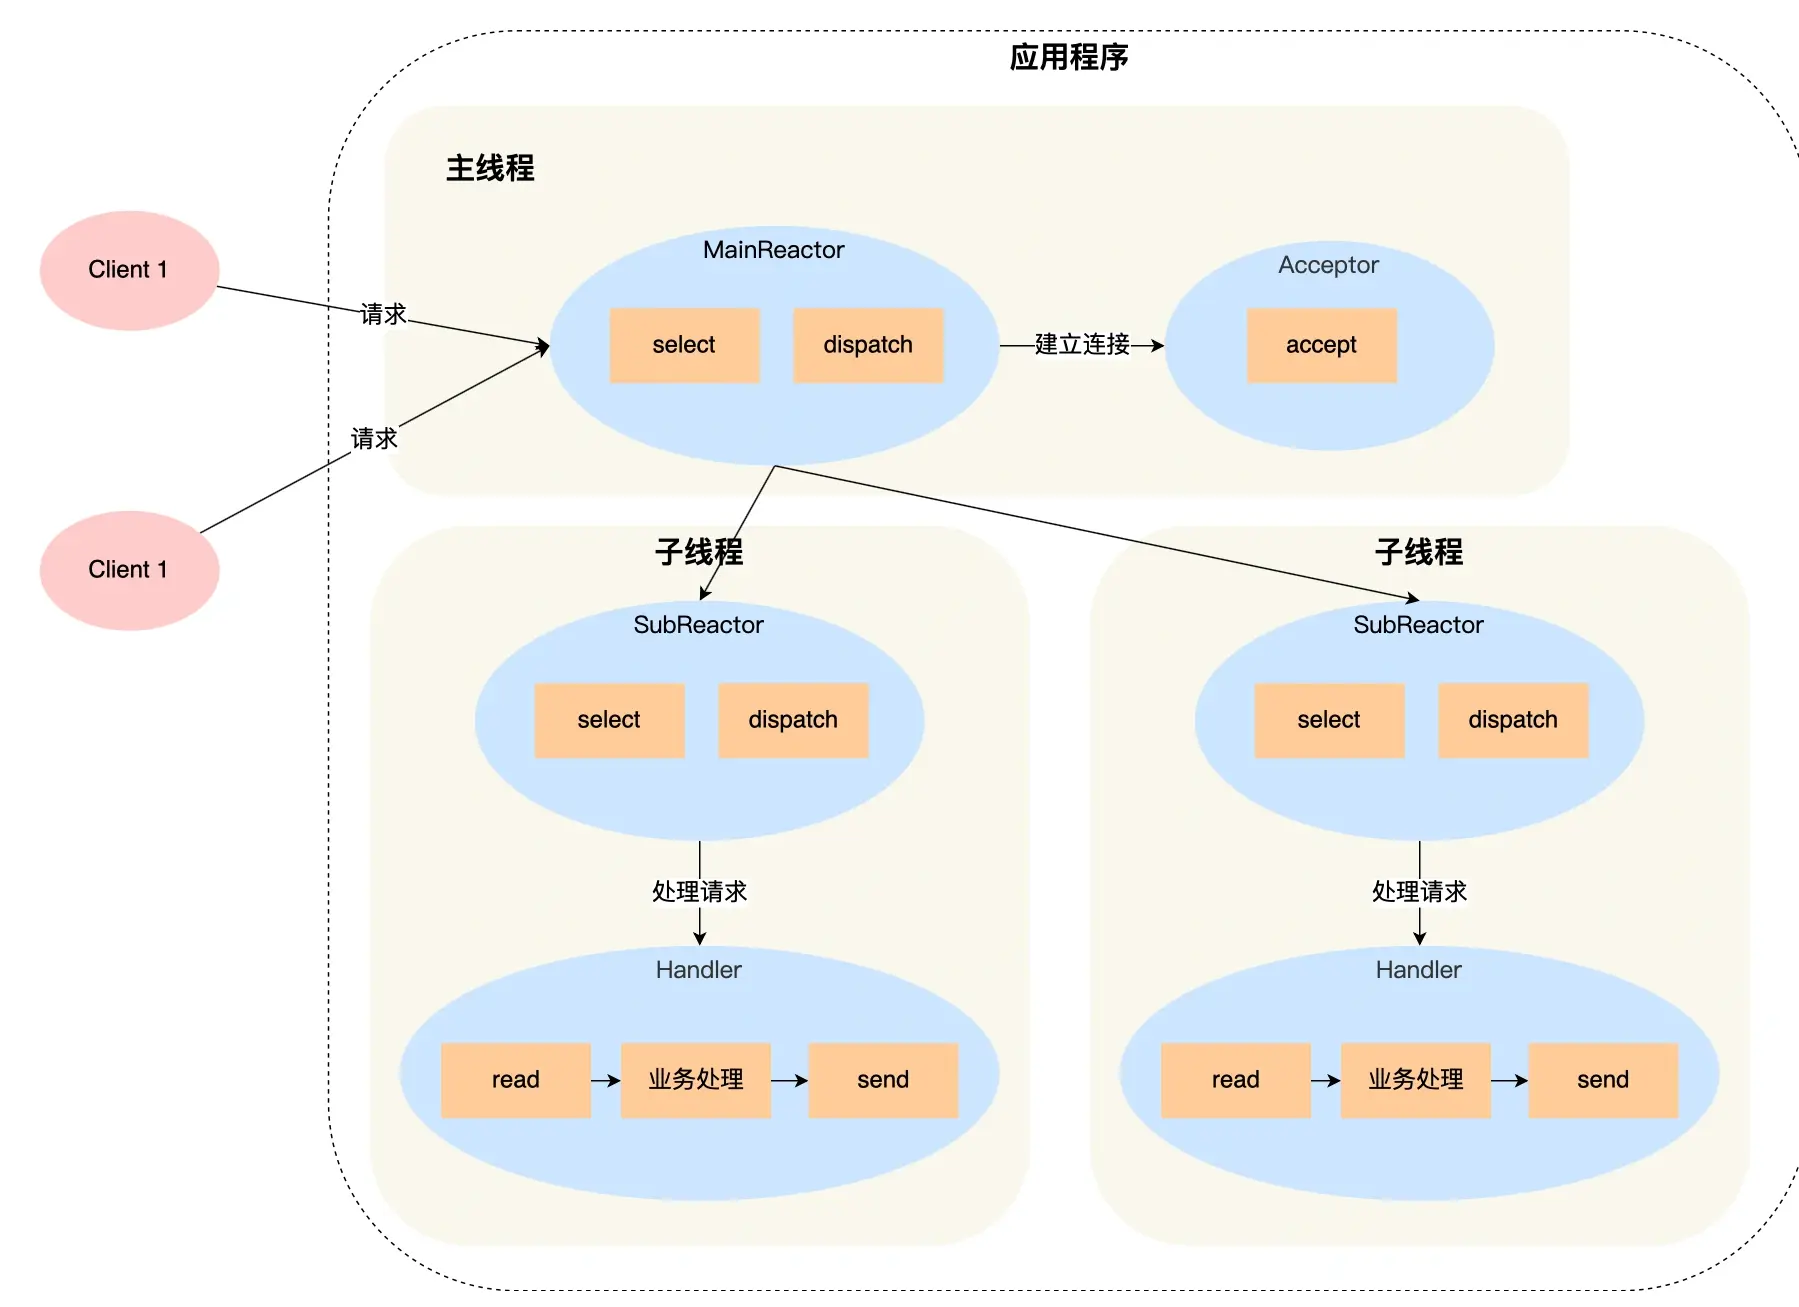 应用程序
主线程
MainReactor
Acceptor
Client 1
请求
select
dispatch
建立连接
accept
请求
Client 1
子线程
子线程
SubReactor
SubReactor
select
dispatch
select
dispatch
处理请求
处理请求
Handler
Handler
read
业务处理
send
read
业务处理
send